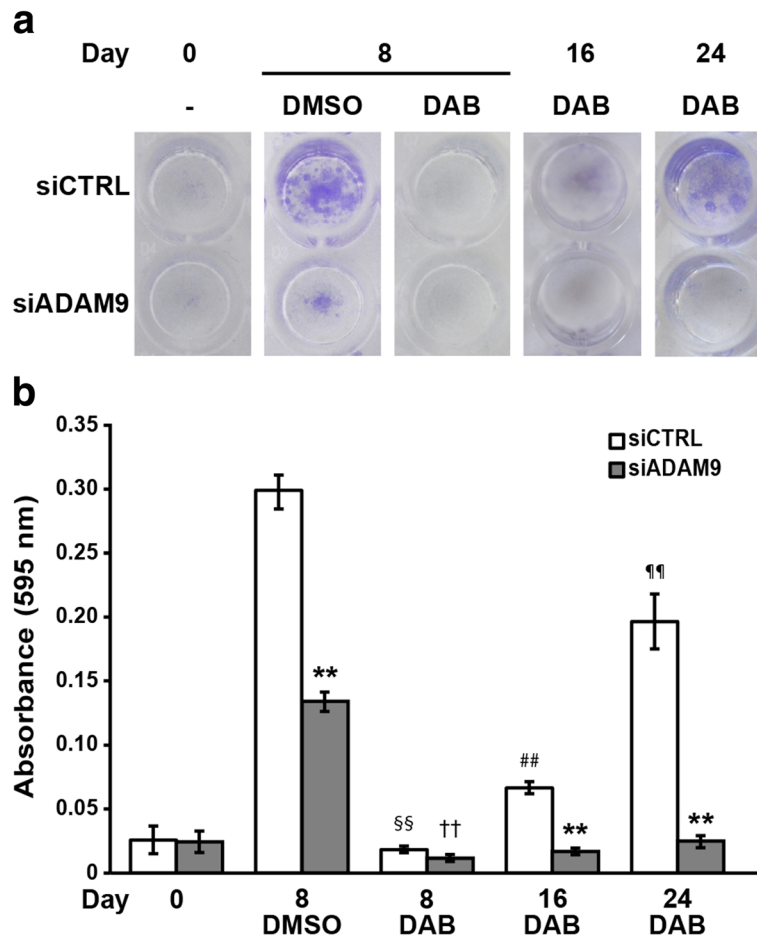 a
Day 0 8 16 24
- DMSO DAB DAB DAB
siCTRL
siADAM9
b
Absorbance (595 nm)
0.35
0.30
0.25
0.20
0.15
0.10
0.05
0
siCTRL
siADAM9
**
§§
††
##
**
¶¶
**
Day 0 8 8 16 24
DMSO DAB DAB DAB